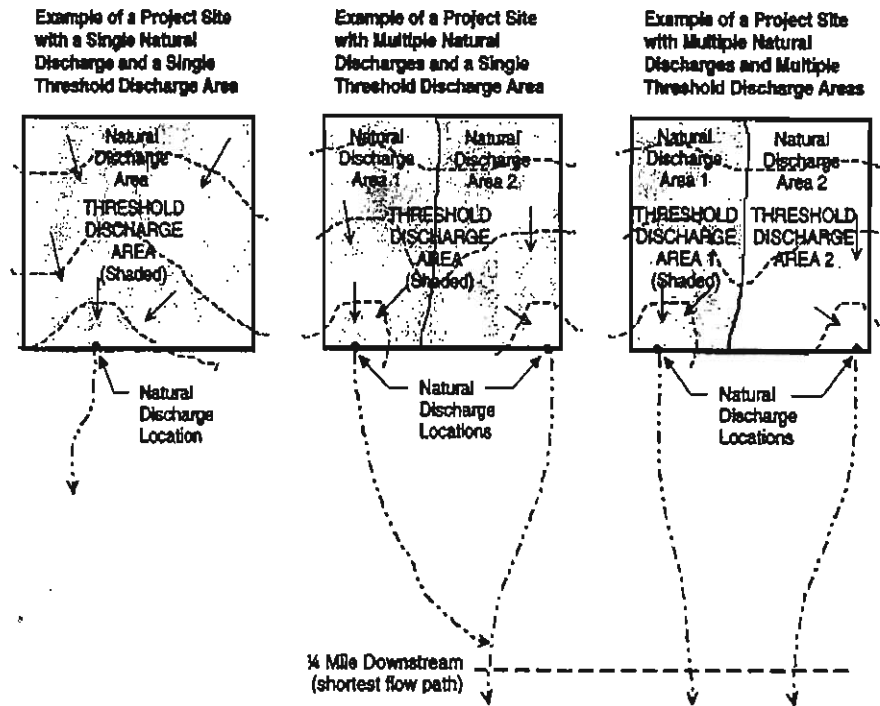 Example of a Project Site
with a Single Natural
Discharge and a Single
Threshold Discharge Area
Example of a Project Site
with Multiple Natural
Discharges and a Single
Threshold Discharge Area
Example of a Project Site
with Multiple Natural
Discharges and Multiple
Threshold Discharge Areas
Natural
Discharge
Area
THRESHOLD
DISCHARGE
AREA
(Shaded)
Natural
Discharge
Location
Natural
Discharge
Area 1
Natural
Discharge
Area 2
THRESHOLD
DISCHARGE
AREA
(Shaded)
Natural
Discharge
Locations
Natural
Discharge
Area 1
Natural
Discharge
Area 2
THRESHOLD
DISCHARGE
AREA 1
(Shaded)
THRESHOLD
DISCHARGE
AREA 2
Natural
Discharge
Locations
¼ Mile Downstream
(shortest flow path)